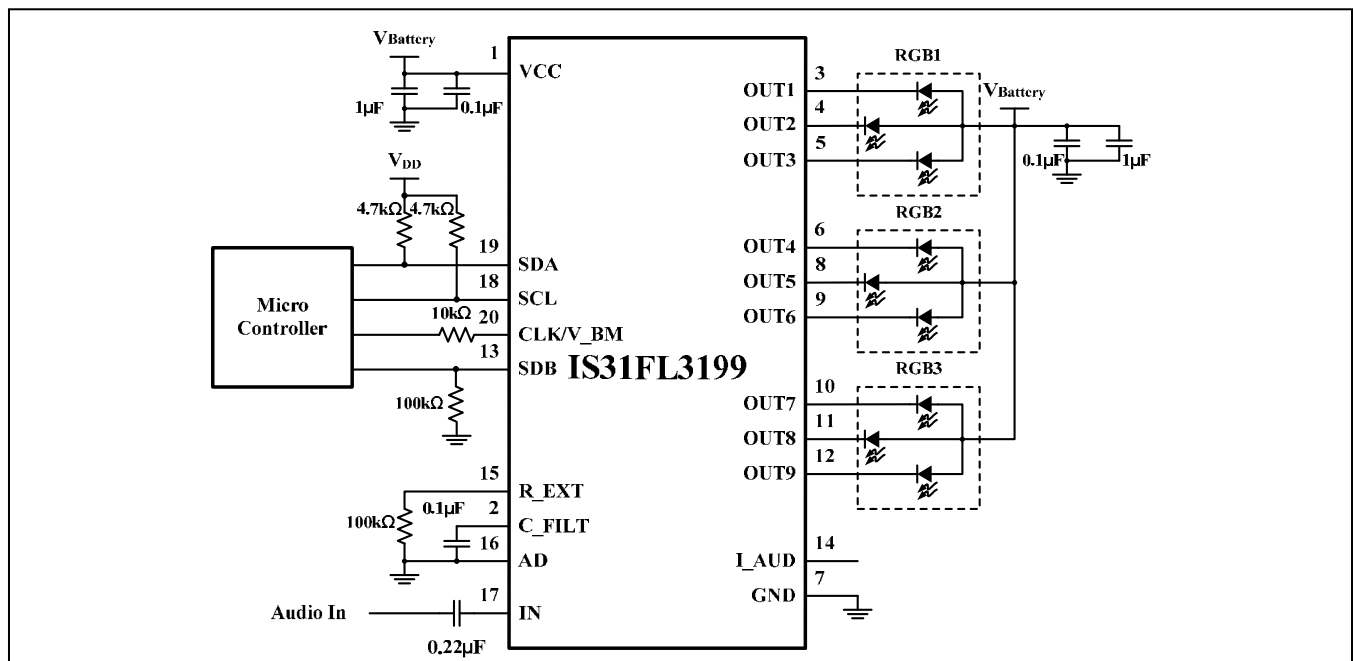 VBattery
1
VCC
1µF
0.1µF
VDD
4.7kΩ
4.7kΩ
19
SDA
18
SCL
10kΩ
20
CLK/V_BM
13
SDB
100kΩ
Micro
Controller
IS31FL3199
15
R_EXT
0.1µF
2
C_FILT
100kΩ
16
AD
17
IN
Audio In
0.22µF
RGB1
3
OUT1
4
OUT2
5
OUT3
VBattery
0.1µF
1µF
RGB2
6
OUT4
8
OUT5
9
OUT6
RGB3
10
OUT7
11
OUT8
12
OUT9
14
I_AUD
7
GND